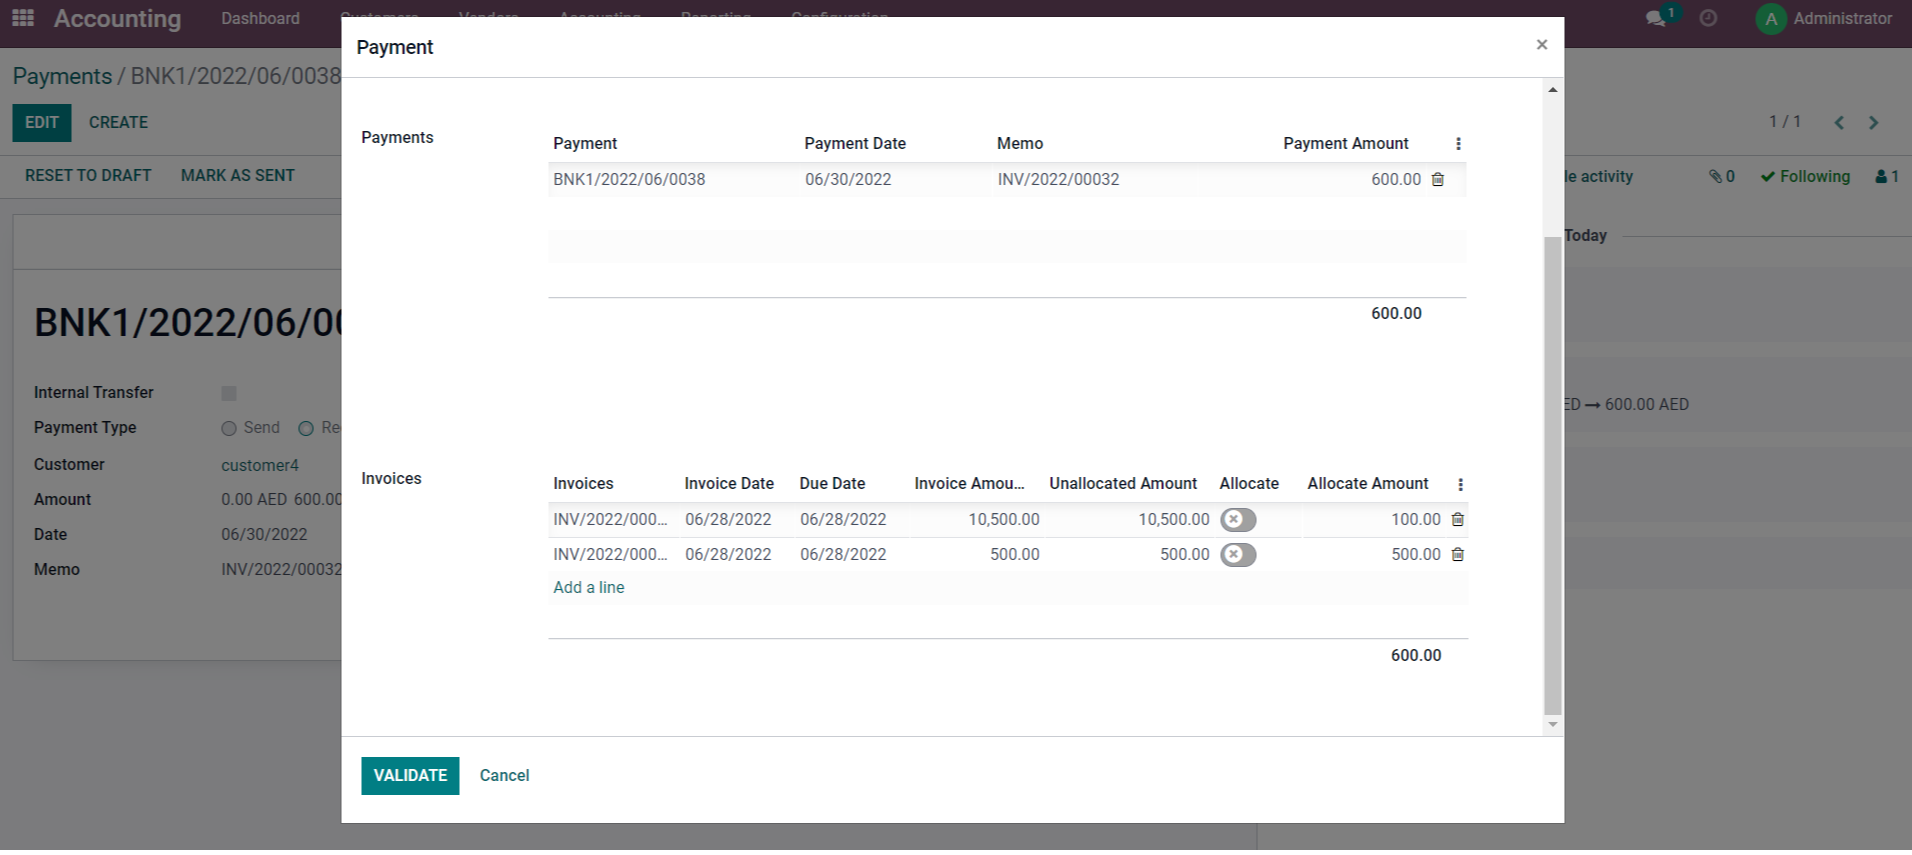 Accounting Dashboard Customers Vendors Accounting Reporting Configuration 1 A Administrator
Payment ×
Payments / BNK1/2022/06/0038
EDIT CREATE 1 / 1
RESET TO DRAFT MARK AS SENT le activity 0 Following 1
Today
BNK1/2022/06/00
Internal Transfer
Payment Type Send Re
Customer customer4
Amount 0.00 AED 600.00
Date 06/30/2022
Memo INV/2022/00032
ED → 600.00 AED
Payments
Payment Payment Date Memo Payment Amount
BNK1/2022/06/0038 06/30/2022 INV/2022/00032 600.00
600.00
Invoices
Invoices Invoice Date Due Date Invoice Amou... Unallocated Amount Allocate Allocate Amount
INV/2022/000... 06/28/2022 06/28/2022 10,500.00 10,500.00 100.00
INV/2022/000... 06/28/2022 06/28/2022 500.00 500.00 500.00
Add a line
600.00
VALIDATE Cancel